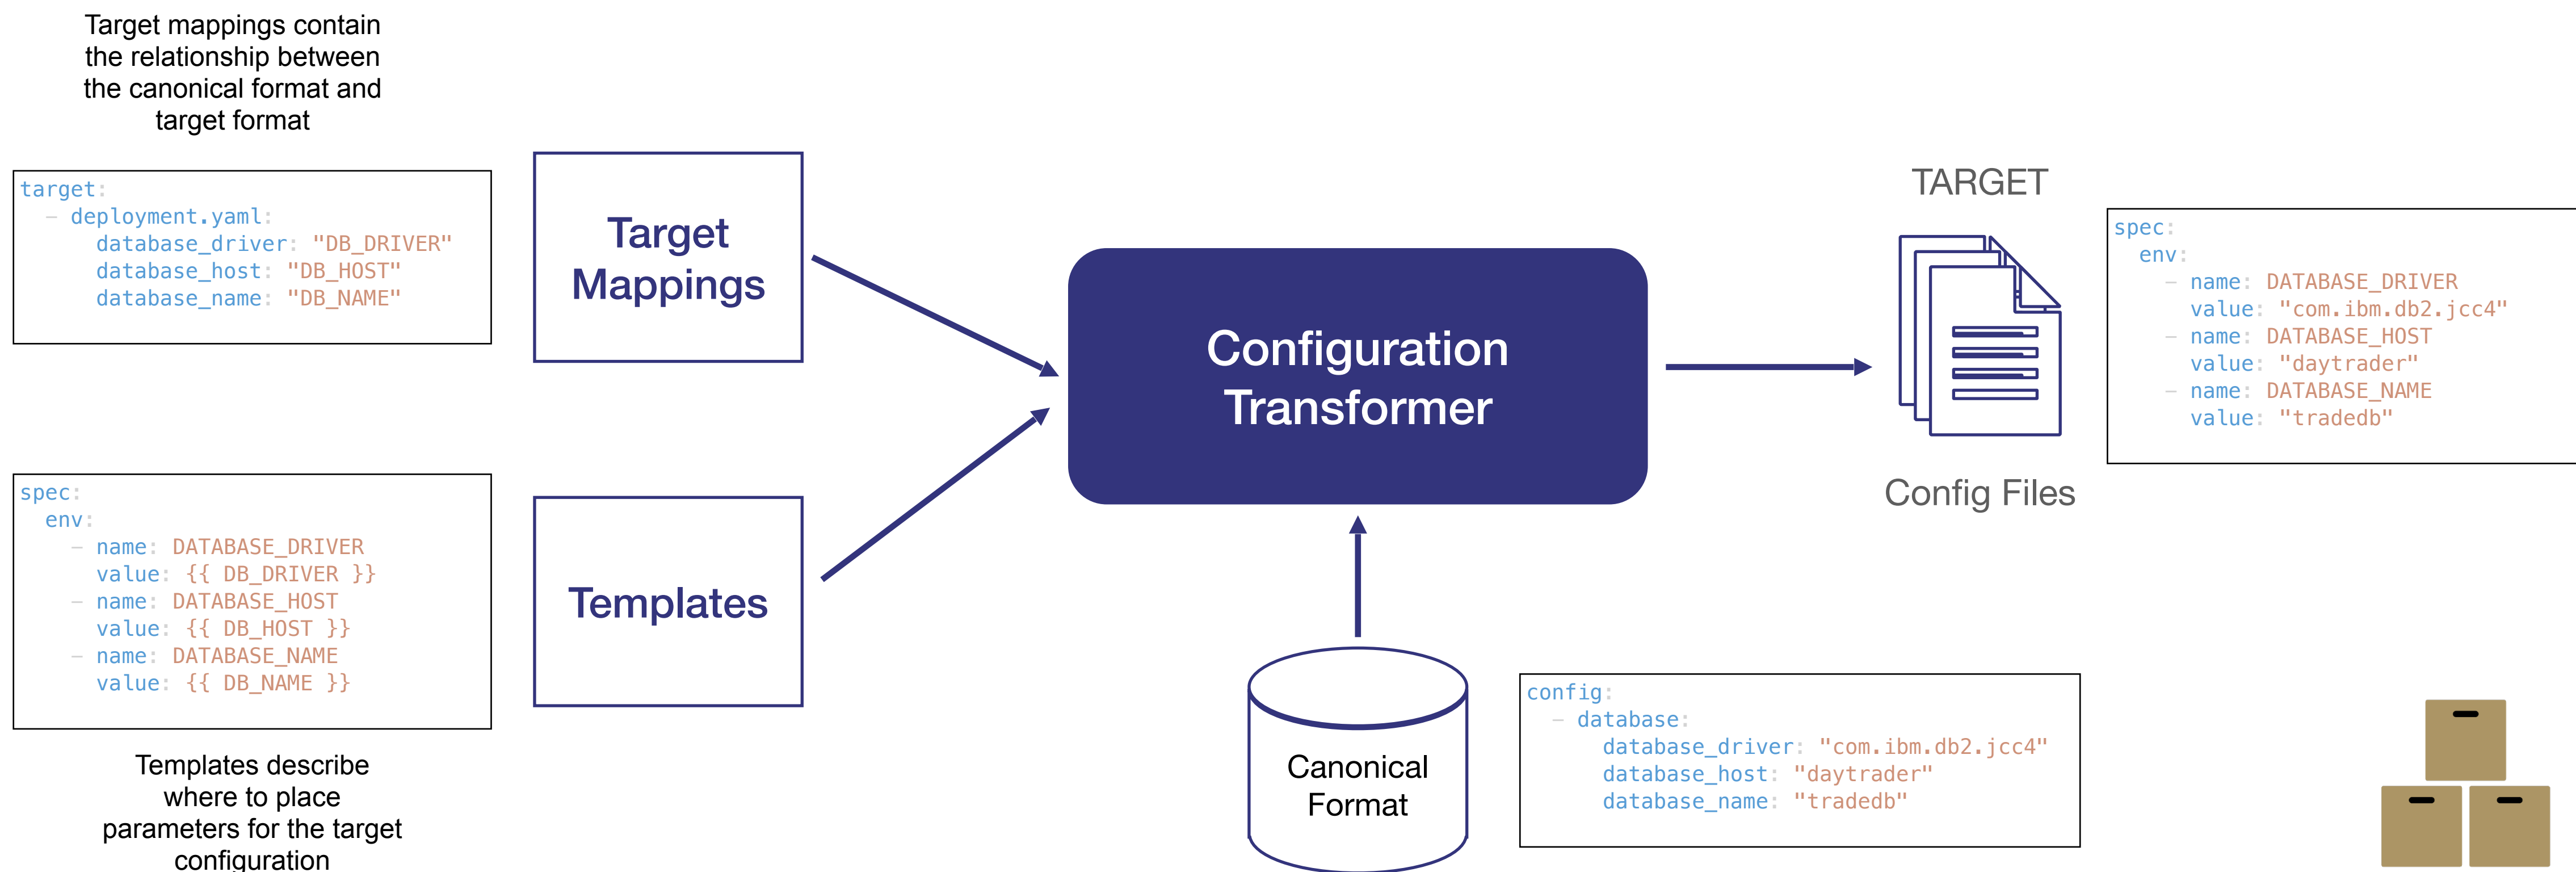 Target mappings contain
the relationship between
the canonical format and
target format
target:
  - deployment.yaml:
      database_driver: "DB_DRIVER"
      database_host: "DB_HOST"
      database_name: "DB_NAME"
Target
Mappings
spec:
  env:
    - name: DATABASE_DRIVER
      value: {{ DB_DRIVER }}
    - name: DATABASE_HOST
      value: {{ DB_HOST }}
    - name: DATABASE_NAME
      value: {{ DB_NAME }}
Templates
Templates describe
where to place
parameters for the target
configuration
Configuration
Transformer
Canonical
Format
config:
  - database:
      database_driver: "com.ibm.db2.jcc4"
      database_host: "daytrader"
      database_name: "tradedb"
TARGET
Config Files
spec:
  env:
    - name: DATABASE_DRIVER
      value: "com.ibm.db2.jcc4"
    - name: DATABASE_HOST
      value: "daytrader"
    - name: DATABASE_NAME
      value: "tradedb"